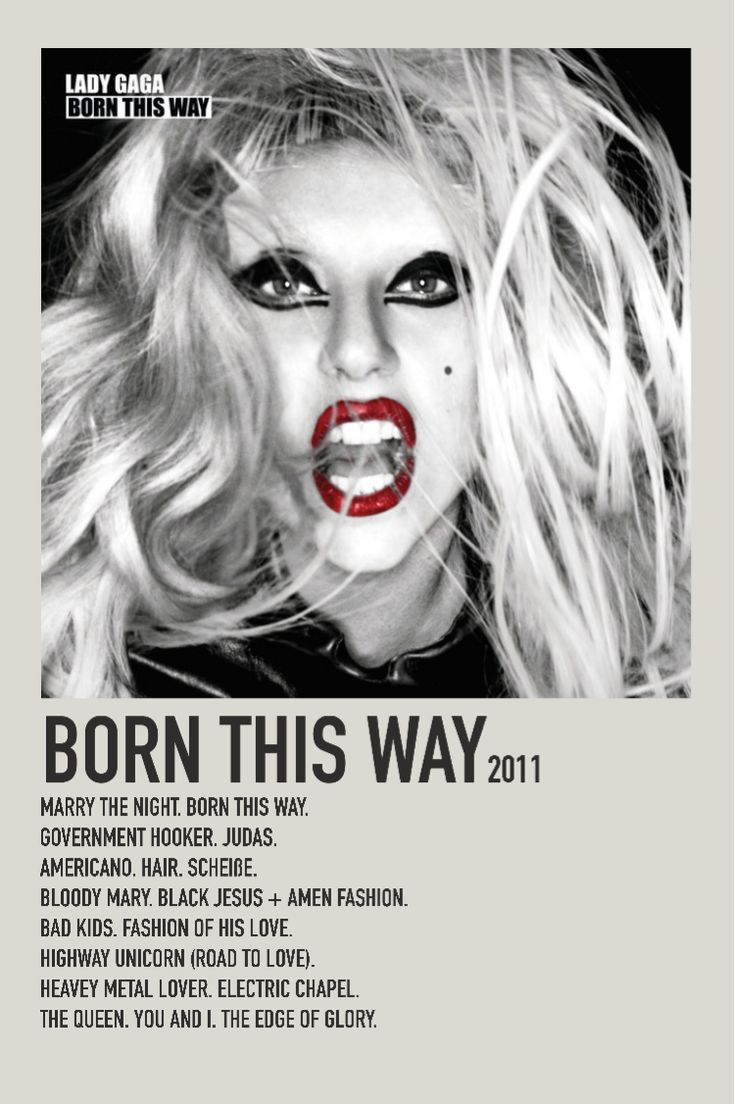 LADY GAGA
BORN THIS WAY
BORN THIS WAY 2011
MARRY THE NIGHT. BORN THIS WAY.
GOVERNMENT HOOKER. JUDAS.
AMERICANO. HAIR. SCHEIßE.
BLOODY MARY. BLACK JESUS + AMEN FASHION.
BAD KIDS. FASHION OF HIS LOVE.
HIGHWAY UNICORN (ROAD TO LOVE).
HEAVEY METAL LOVER. ELECTRIC CHAPEL.
THE QUEEN. YOU AND I. THE EDGE OF GLORY.